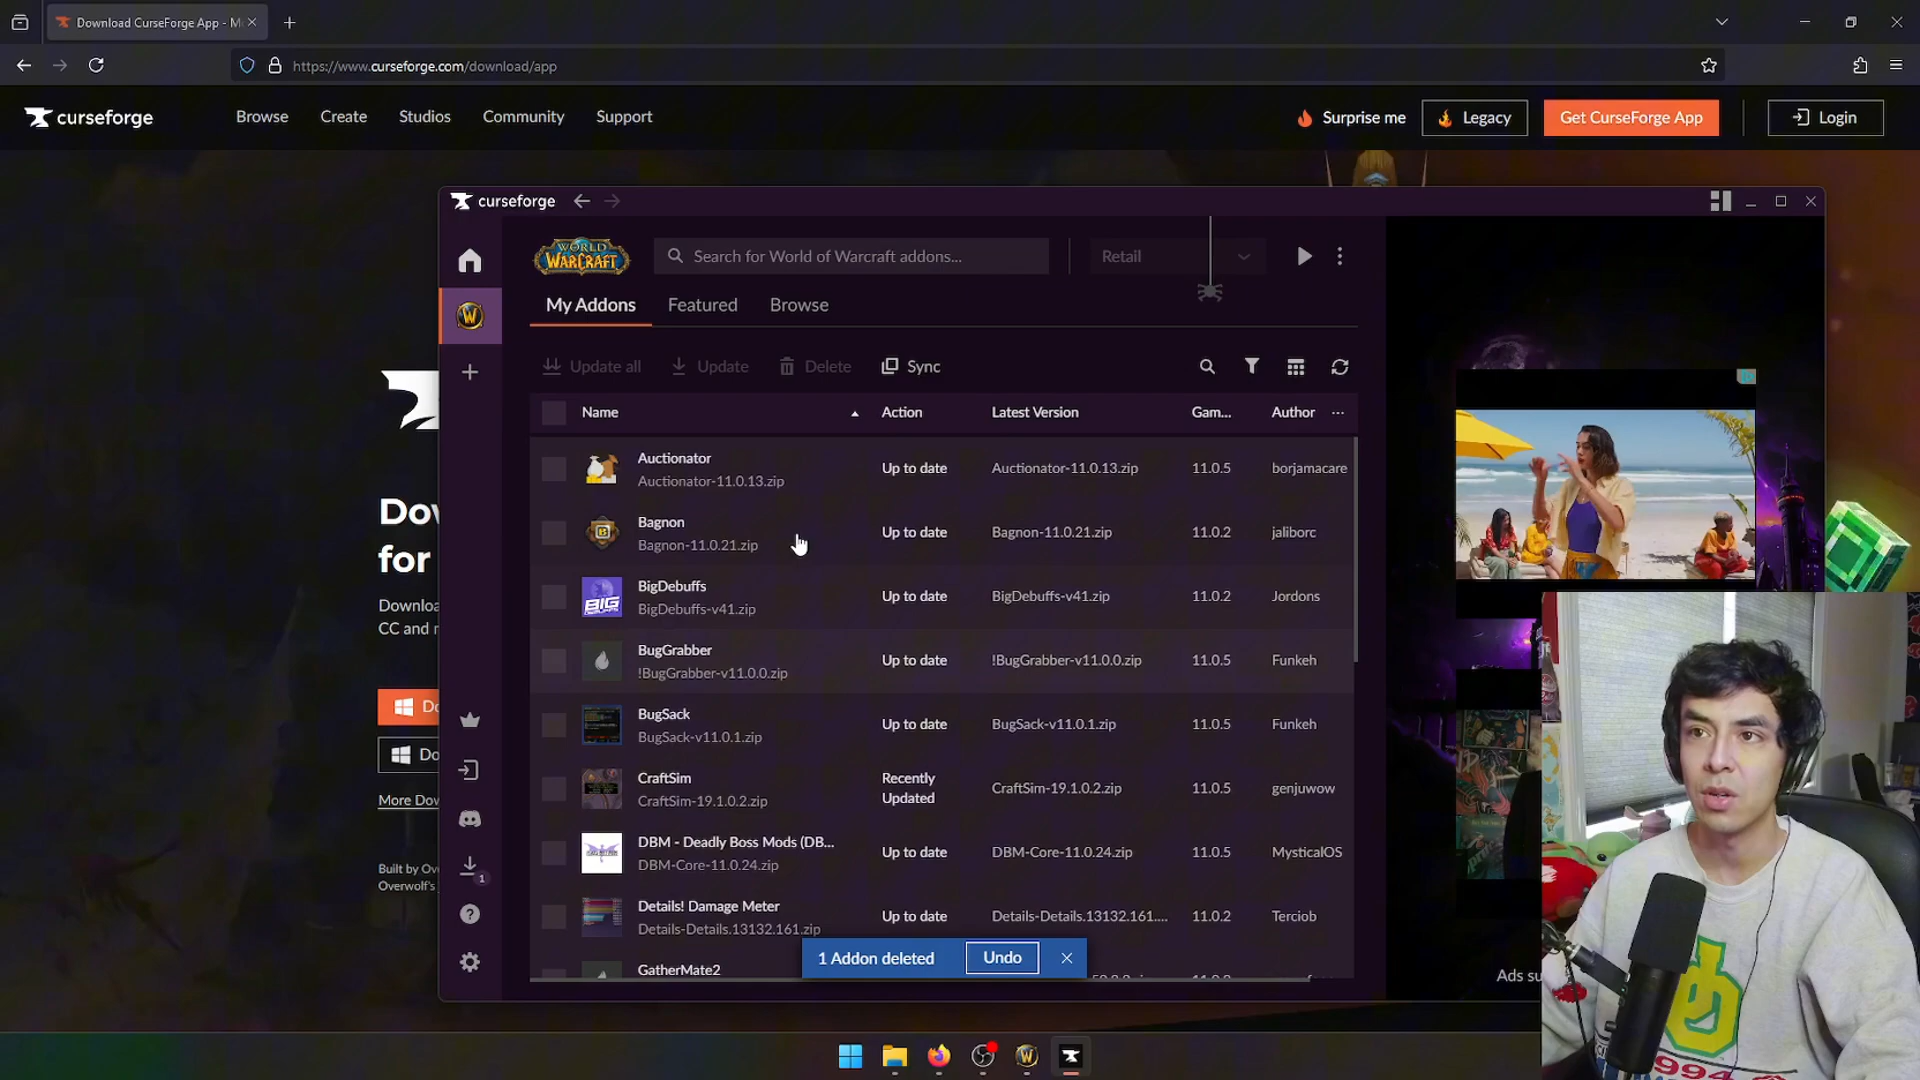 Download CurseForge App - M
https://www.curseforge.com/download/app
curseforge
Browse
Create
Studios
Community
Support
Surprise me
Legacy
Get CurseForge App
Login
curseforge
WORLD
WARCRAFT
Search for World of Warcraft addons...
Retail
My Addons
Featured
Browse
Update all
Update
Delete
Sync
Name
Action
Latest Version
Gam...
Author
Auctionator
Auctionator-11.0.13.zip
Up to date
Auctionator-11.0.13.zip
11.0.5
borjamacare
Bagnon
Bagnon-11.0.21.zip
Up to date
Bagnon-11.0.21.zip
11.0.2
jaliborc
BIG
BigDebuffs
BigDebuffs-v41.zip
Up to date
BigDebuffs-v41.zip
11.0.2
Jordons
BugGrabber
!BugGrabber-v11.0.0.zip
Up to date
!BugGrabber-v11.0.0.zip
11.0.5
Funkeh
BugSack
BugSack-v11.0.1.zip
Up to date
BugSack-v11.0.1.zip
11.0.5
Funkeh
CraftSim
CraftSim-19.1.0.2.zip
Recently
Updated
CraftSim-19.1.0.2.zip
11.0.5
genjuwow
DBM - Deadly Boss Mods (DB...
DBM-Core-11.0.24.zip
Up to date
DBM-Core-11.0.24.zip
11.0.5
MysticalOS
Details! Damage Meter
Details-Details.13132.161.zip
Up to date
Details-Details.13132.161....
11.0.2
Terciob
GatherMate2
1 Addon deleted
Undo
1
Dow
for
Downloa
CC and m
Do
Do
More Dow
Built by Ov
Overwolf's
Ads su
1994